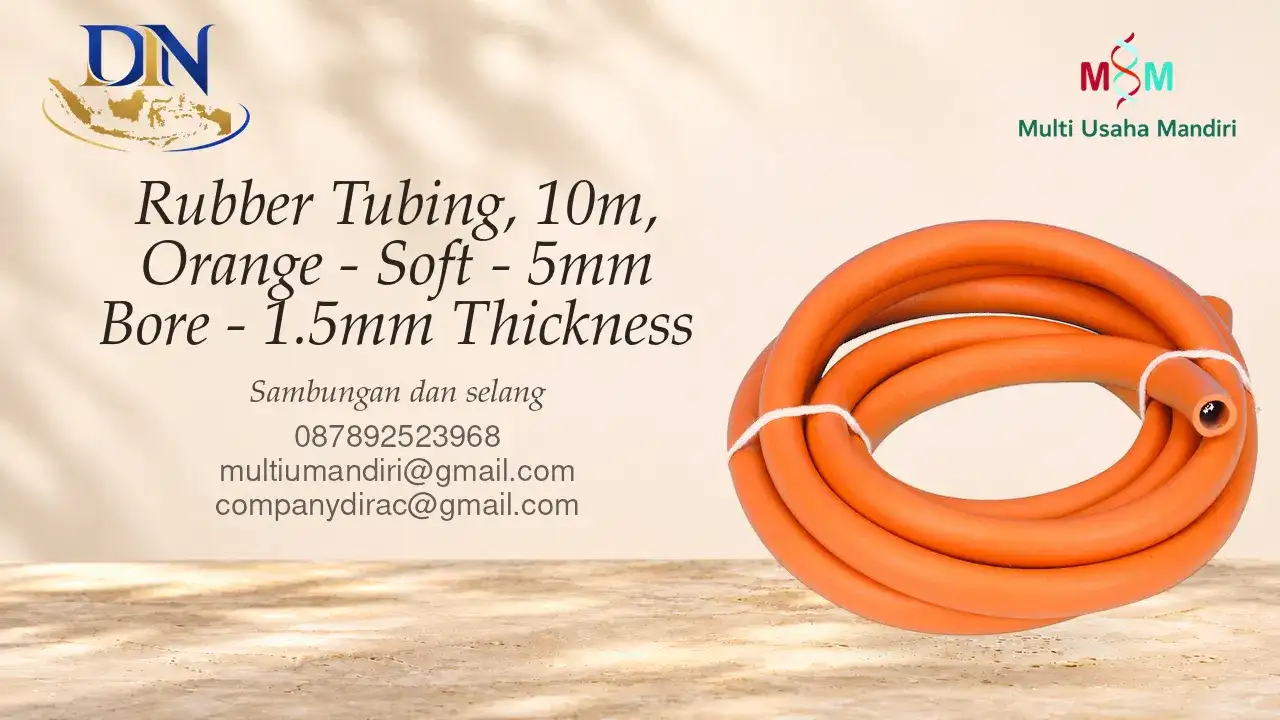 DN
MSM
Multi Usaha Mandiri
Rubber Tubing, 10m,
Orange - Soft - 5mm
Bore - 1.5mm Thickness
Sambungan dan selang
087892523968
multiumandiri@gmail.com
companydirac@gmail.com